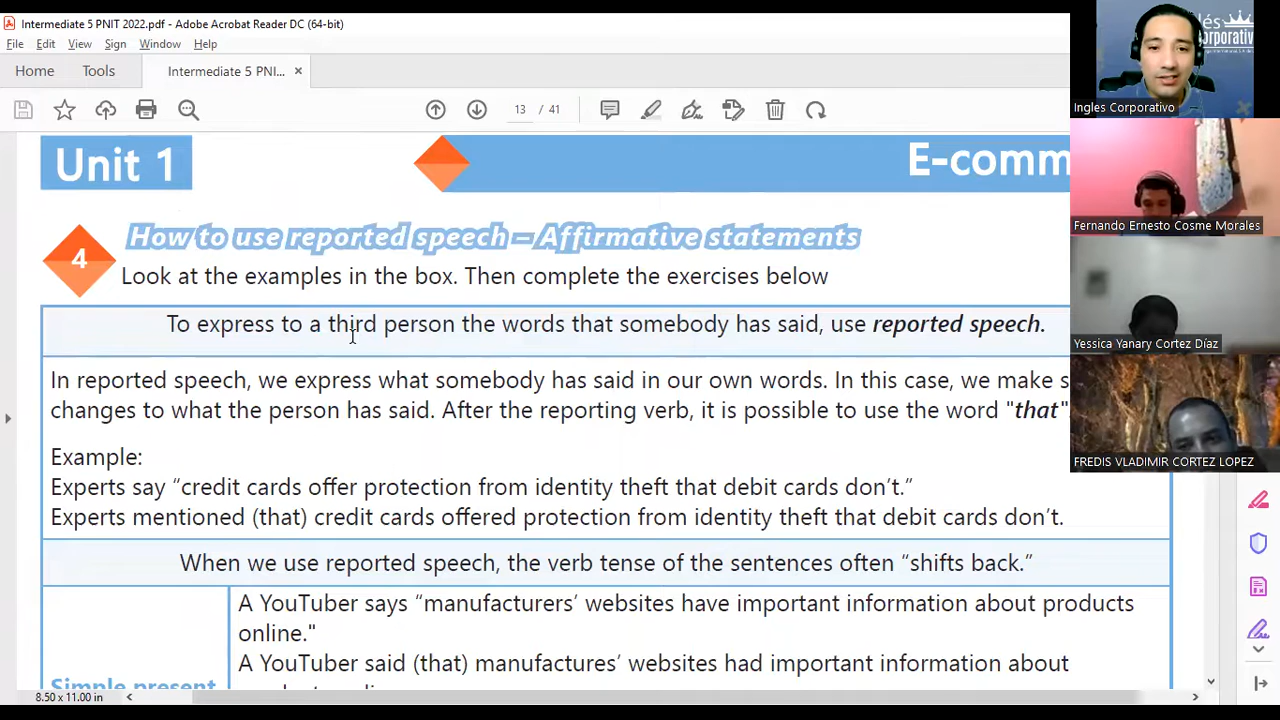 Intermediate 5 PNIT 2022.pdf - Adobe Acrobat Reader DC (64-bit)
File Edit View Sign Window Help
Home Tools Intermediate 5 PNI... ×
13 / 41
Unit 1
E-comm
4
How to use reported speech – Affirmative statements
Look at the examples in the box. Then complete the exercises below
To express to a third person the words that somebody has said, use reported speech.
In reported speech, we express what somebody has said in our own words. In this case, we make s
changes to what the person has said. After the reporting verb, it is possible to use the word "that"
Example:
Experts say “credit cards offer protection from identity theft that debit cards don’t.”
Experts mentioned (that) credit cards offered protection from identity theft that debit cards don’t.
When we use reported speech, the verb tense of the sentences often “shifts back.”
A YouTuber says “manufacturers’ websites have important information about products
online."
A YouTuber said (that) manufactures’ websites had important information about
Simple present
8.50 x 11.00 in
Ingles Corporativo
Fernando Ernesto Cosme Morales
Yessica Yanary Cortez Díaz
FREDIS VLADIMIR CORTEZ LOPEZ